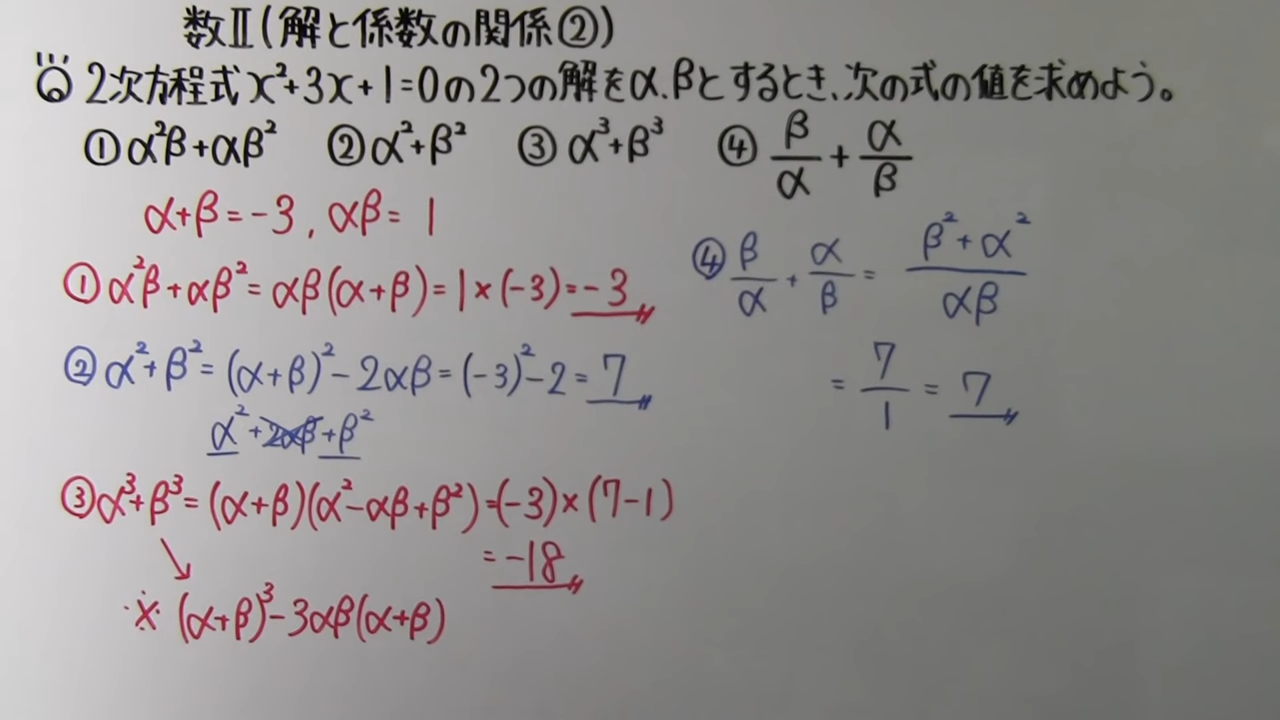 数Ⅱ(解と係数の関係②)
Q 2次方程式x²+3x+1=0の2つの解をα、βとするとき、次の式の値を求めよう。
①α²β+αβ² ②α²+β² ③α³+β³ ④β/α+α/β
α+β=-3, αβ=1
①α²β+αβ²=αβ(α+β)=1×(-3)=-3
②α²+β²=(α+β)²-2αβ=(-3)²-2=7
α²+2αβ+β²
③α³+β³=(α+β)(α²-αβ+β²)=(-3)×(7-1)
=-18
※(α+β)³-3αβ(α+β)
④β/α+α/β=(β²+α²)/αβ
=7/1=7